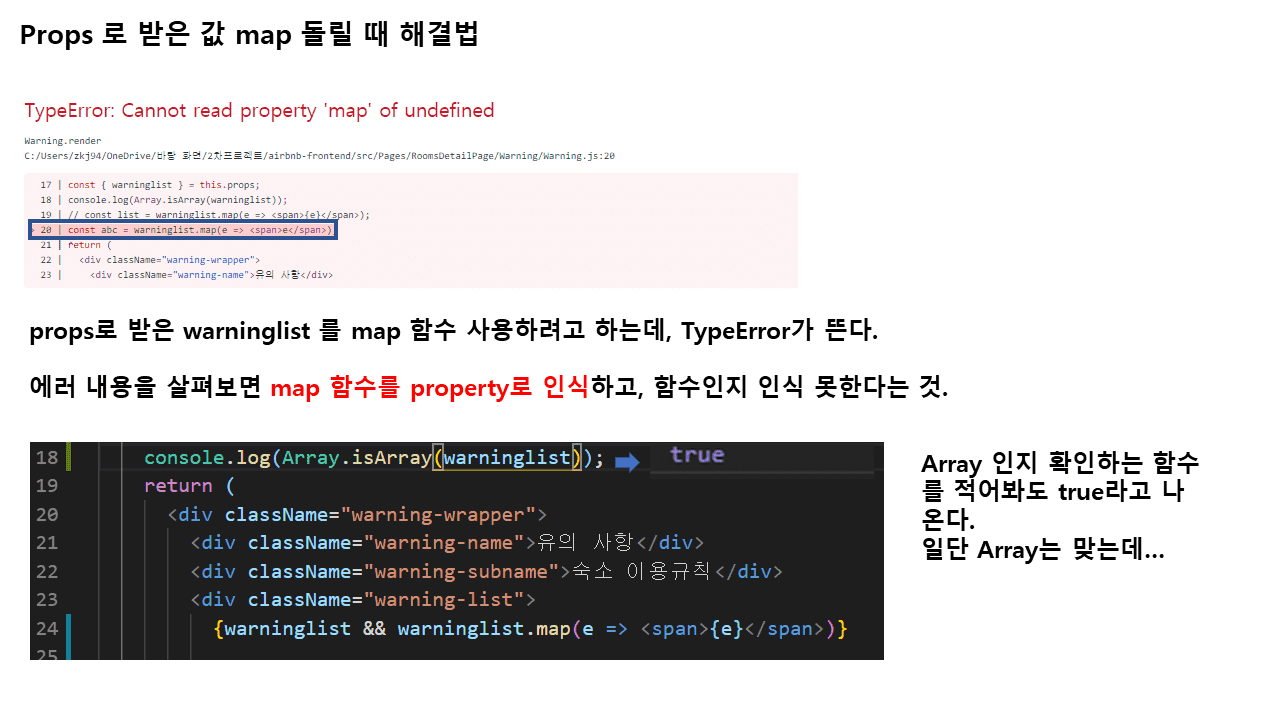 Props 로 받은 값 map 돌릴 때 해결법
TypeError: Cannot read property 'map' of undefined
Warning.render
C:/Users/zkj94/OneDrive/바탕 화면/2차프로젝트/airbnb-frontend/src/Pages/RoomsDetailPage/Warning/Warning.js:20
17 | const { warninglist } = this.props;
18 | console.log(Array.isArray(warninglist));
19 | // const list = warninglist.map(e => <span>{e}</span>);
> 20 | const abc = warninglist.map(e => <span>e</span>)
21 | return (
22 | <div className="warning-wrapper">
23 | <div className="warning-name">유의 사항</div>
props로 받은 warninglist 를 map 함수 사용하려고 하는데, TypeError가 뜬다.
에러 내용을 살펴보면 map 함수를 property로 인식하고, 함수인지 인식 못한다는 것.
18 console.log(Array.isArray(warninglist)); true
19 return (
20 <div className="warning-wrapper">
21 <div className="warning-name">유의 사항</div>
22 <div className="warning-subname">숙소 이용규칙</div>
23 <div className="warning-list">
24 {warninglist && warninglist.map(e => <span>{e}</span>)}
25
Array 인지 확인하는 함수
를 적어봐도 true라고 나
온다.
일단 Array는 맞는데...